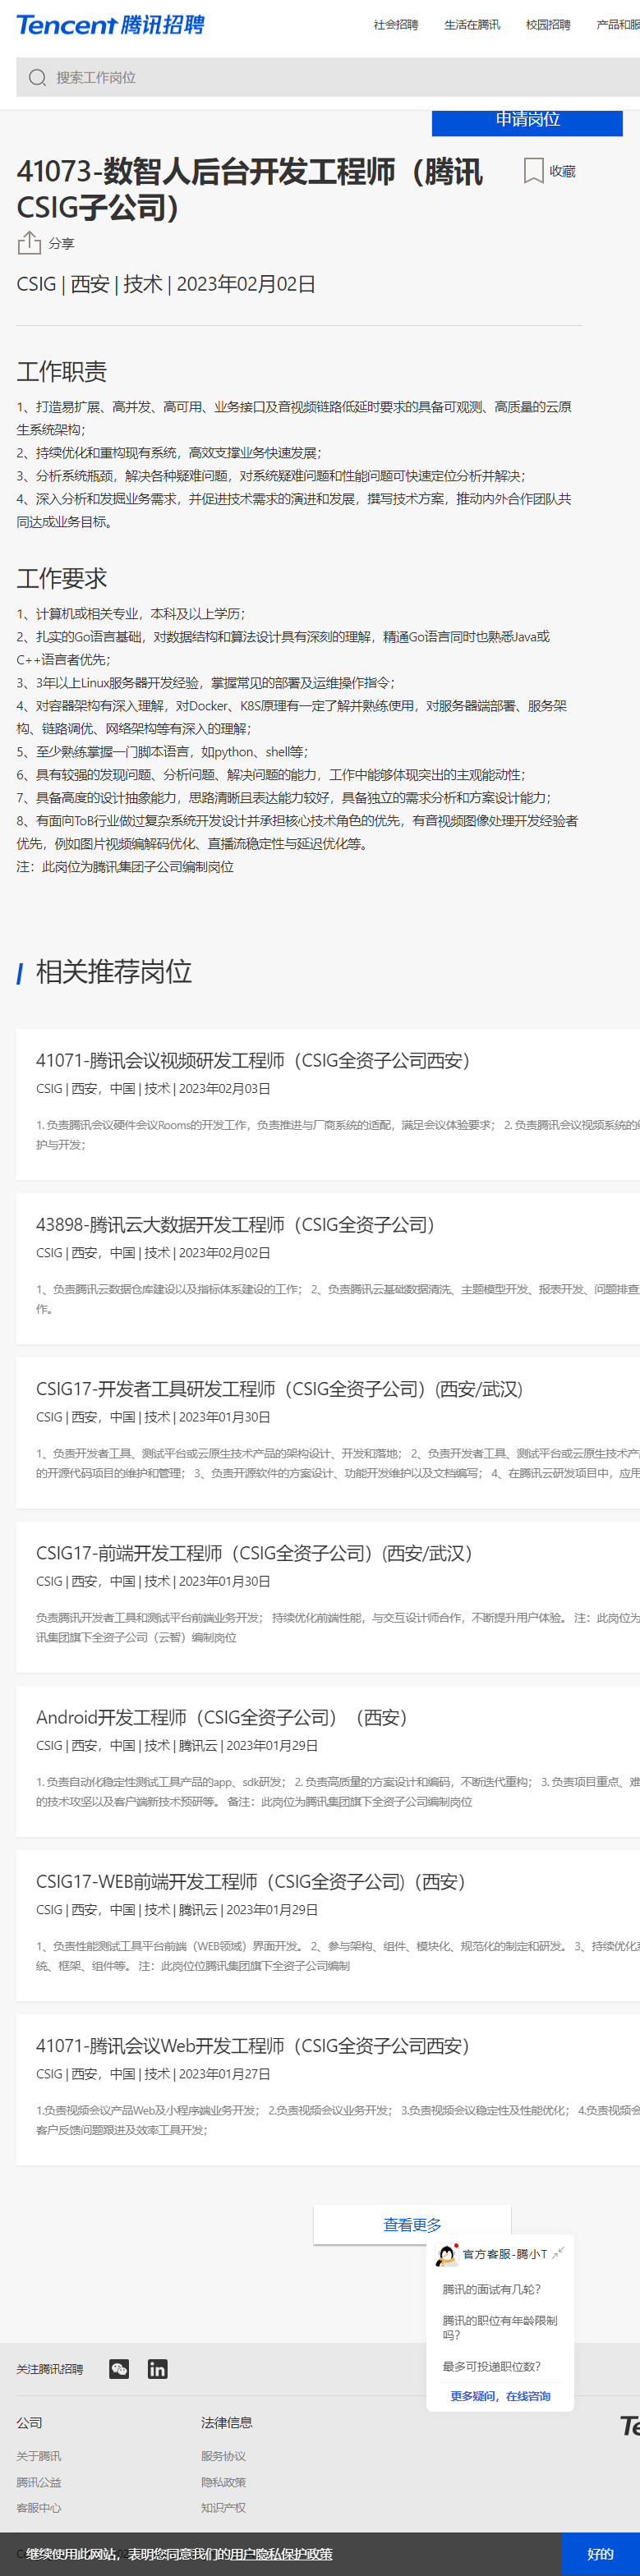 Tencent 腾讯招聘
社会招聘 生活在腾讯 校园招聘 产品和服
搜索工作岗位
申请岗位
41073-数智人后台开发工程师（腾讯
CSIG子公司）
收藏
分享
CSIG | 西安 | 技术 | 2023年02月02日
工作职责
1、打造易扩展、高并发、高可用、业务接口及音视频链路低延时要求的具备可观测、高质量的云原
生系统架构；
2、持续优化和重构现有系统，高效支撑业务快速发展；
3、分析系统瓶颈，解决各种疑难问题，对系统疑难问题和性能问题可快速定位分析并解决；
4、深入分析和发掘业务需求，并促进技术需求的演进和发展，撰写技术方案，推动内外合作团队共
同达成业务目标。
工作要求
1、计算机或相关专业，本科及以上学历；
2、扎实的Go语言基础，对数据结构和算法设计具有深刻的理解，精通Go语言同时也熟悉Java或
C++语言者优先；
3、3年以上Linux服务器开发经验，掌握常见的部署及运维操作指令；
4、对容器架构有深入理解，对Docker、K8S原理有一定了解并熟练使用，对服务器端部署、服务架
构、链路调优、网络架构等有深入的理解；
5、至少熟练掌握一门脚本语言，如python、shell等；
6、具有较强的发现问题、分析问题、解决问题的能力，工作中能够体现突出的主观能动性；
7、具备高度的设计抽象能力，思路清晰且表达能力较好，具备独立的需求分析和方案设计能力；
8、有面向ToB行业做过复杂系统开发设计并承担核心技术角色的优先，有音视频图像处理开发经验者
优先，例如图片视频编解码优化、直播流稳定性与延迟优化等。
注：此岗位为腾讯集团子公司编制岗位
相关推荐岗位
41071-腾讯会议视频研发工程师（CSIG全资子公司西安）
CSIG | 西安，中国 | 技术 | 2023年02月03日
1. 负责腾讯会议硬件会议Rooms的开发工作，负责推进与厂商系统的适配，满足会议体验要求； 2. 负责腾讯会议视频系统的维
护与开发；
43898-腾讯云大数据开发工程师（CSIG全资子公司）
CSIG | 西安，中国 | 技术 | 2023年02月02日
1、负责腾讯云数据仓库建设以及指标体系建设的工作； 2、负责腾讯云基础数据清洗、主题模型开发、报表开发、问题排查
作。
CSIG17-开发者工具研发工程师（CSIG全资子公司）(西安/武汉)
CSIG | 西安，中国 | 技术 | 2023年01月30日
1、负责开发者工具、测试平台或云原生技术产品的架构设计、开发和落地； 2、负责开发者工具、测试平台或云原生技术产
的开源代码项目的维护和管理； 3、负责开源软件的方案设计、功能开发维护以及文档编写； 4、在腾讯云研发项目中，应用
CSIG17-前端开发工程师（CSIG全资子公司）(西安/武汉）
CSIG | 西安，中国 | 技术 | 2023年01月30日
负责腾讯开发者工具和测试平台前端业务开发； 持续优化前端性能，与交互设计师合作，不断提升用户体验。 注：此岗位为
讯集团旗下全资子公司（云智）编制岗位
Android开发工程师（CSIG全资子公司）（西安）
CSIG | 西安，中国 | 技术 | 腾讯云 | 2023年01月29日
1. 负责自动化稳定性测试工具产品的app、sdk研发； 2. 负责高质量的方案设计和编码，不断迭代重构； 3. 负责项目重点、难
的技术攻坚以及客户端新技术预研等。 备注：此岗位为腾讯集团旗下全资子公司编制岗位
CSIG17-WEB前端开发工程师（CSIG全资子公司)（西安）
CSIG | 西安，中国 | 技术 | 腾讯云 | 2023年01月29日
1、负责性能测试工具平台前端（WEB领域）界面开发。 2、参与架构、组件、模块化、规范化的制定和研发。 3、持续优化系
统、框架、组件等。 注：此岗位位腾讯集团旗下全资子公司编制
41071-腾讯会议Web开发工程师（CSIG全资子公司西安）
CSIG | 西安，中国 | 技术 | 2023年01月27日
1.负责视频会议产品Web及小程序端业务开发； 2.负责视频会议业务开发； 3.负责视频会议稳定性及性能优化； 4.负责视频会
客户反馈问题跟进及效率工具开发；
查看更多
官方客服-腾小T
腾讯的面试有几轮？
腾讯的职位有年龄限制
吗？
最多可投递职位数？
更多疑问，在线咨询
关注腾讯招聘
公司 法律信息
关于腾讯 服务协议
腾讯公益 隐私政策
客服中心 知识产权
继续使用此网站，表明您同意我们的用户隐私保护政策
好的